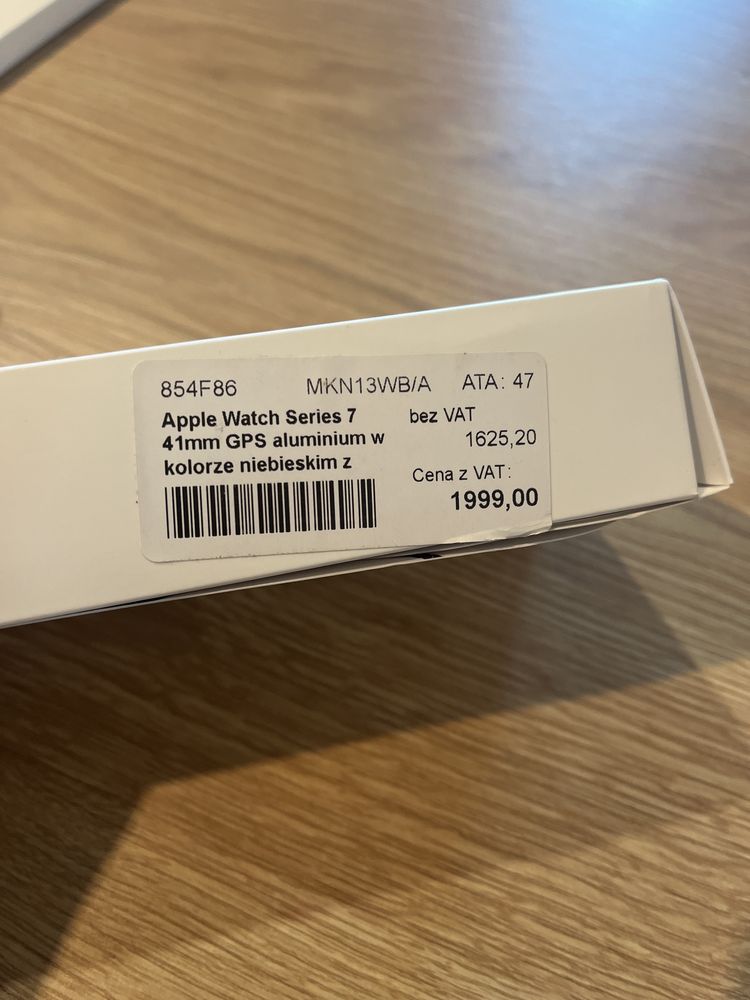 854F86 MKN13WB/A ATA: 47
Apple Watch Series 7
41mm GPS aluminium w
kolorze niebieskim z
bez VAT
1625,20
Cena z VAT:
1999,00